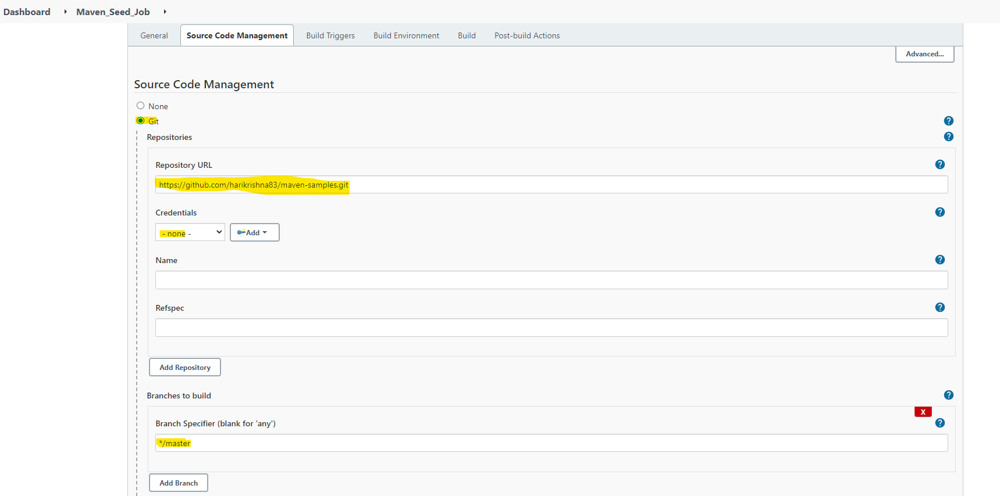 Dashboard Maven_Seed_Job
General Source Code Management Build Triggers Build Environment Build Post-build Actions
Advanced...
Source Code Management
None
Git
?
Repositories
?
Repository URL
?
https://github.com/harikrishna83/maven-samples.git
Credentials
?
- none -
Add
Name
?
Refspec
?
Add Repository
Branches to build
?
X
Branch Specifier (blank for 'any')
?
*/master
Add Branch